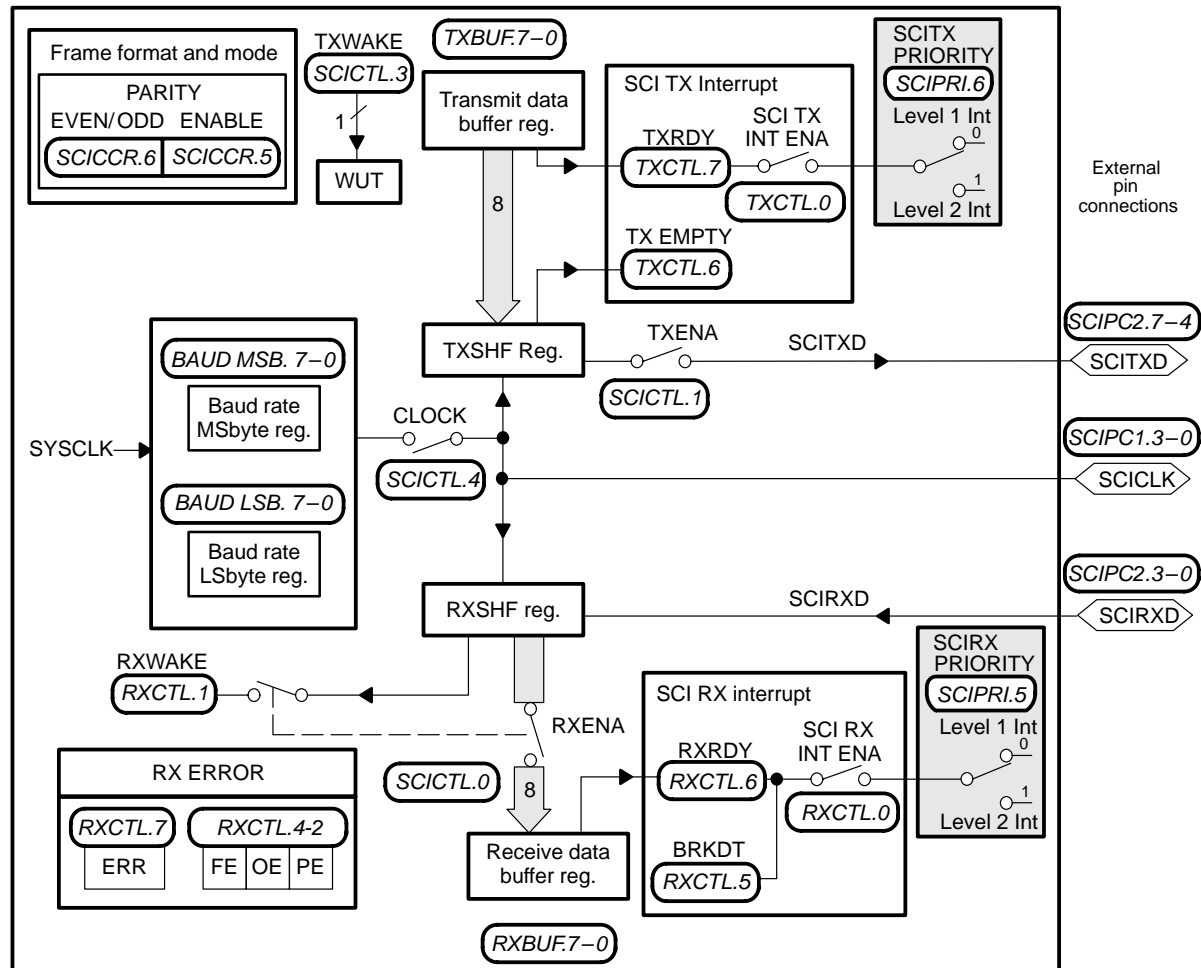 Frame format and mode
PARITY
EVEN/ODD ENABLE
SCICCR.6 SCICCR.5
TXWAKE
SCICTL.3
1
WUT
TXBUF.7–0
Transmit data
buffer reg.
8
SCI TX Interrupt
TXRDY
TXCTL.7
SCI TX
INT ENA
TXCTL.0
TX EMPTY
TXCTL.6
SCITX
PRIORITY
SCIPRI.6
Level 1 Int
0
1
Level 2 Int
External
pin
connections
BAUD MSB. 7–0
Baud rate
MSbyte reg.
SYSCLK
BAUD LSB. 7–0
Baud rate
LSbyte reg.
CLOCK
SCICTL.4
TXSHF Reg.
TXENA
SCICTL.1
SCITXD
SCIPC2.7–4
SCITXD
SCIPC1.3–0
SCICLK
RXSHF reg.
SCIRXD
SCIPC2.3–0
SCIRXD
RXWAKE
RXCTL.1
RXENA
SCICTL.0
8
RX ERROR
RXCTL.7 RXCTL.4-2
ERR FE OE PE
Receive data
buffer reg.
RXBUF.7–0
SCI RX interrupt
RXRDY
RXCTL.6
SCI RX
INT ENA
RXCTL.0
BRKDT
RXCTL.5
SCIRX
PRIORITY
SCIPRI.5
Level 1 Int
0
1
Level 2 Int